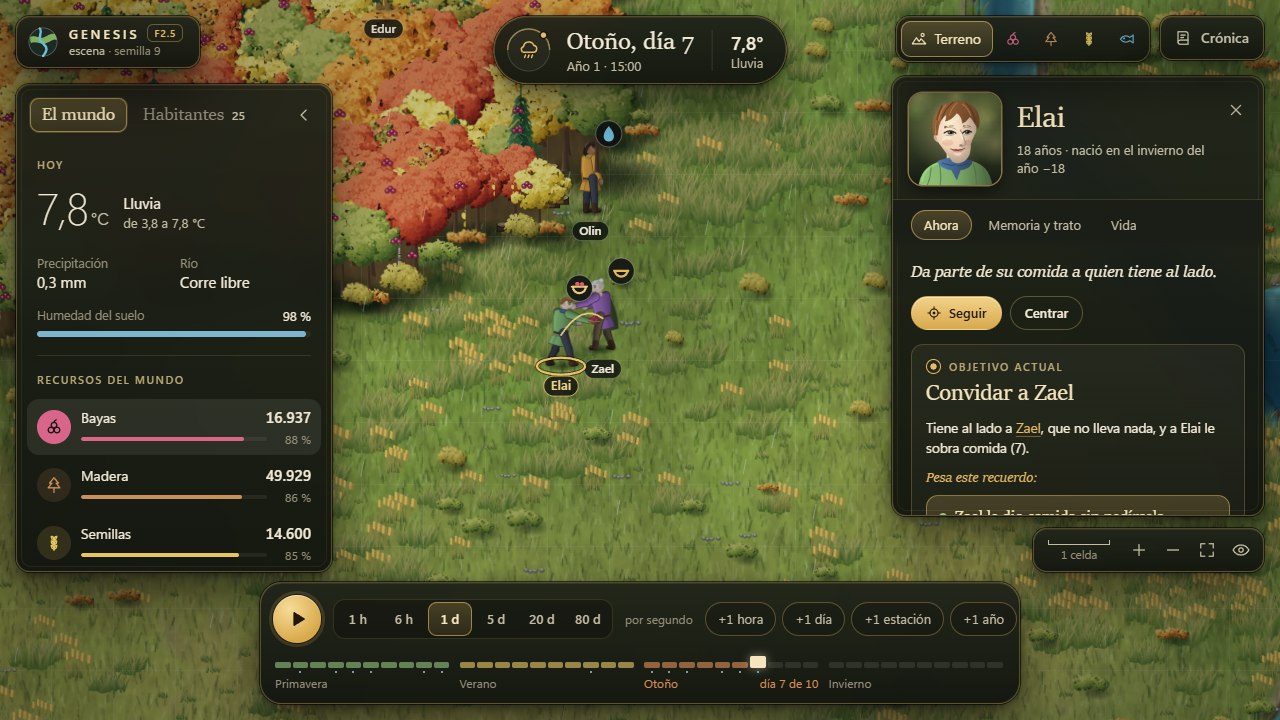 GENESIS F2.5
escena · semilla 9
Edur
Otoño, día 7
Año 1 · 15:00
7,8°
Lluvia
Terreno
Crónica
El mundo
Habitantes 25
HOY
7,8 °C
Lluvia
de 3,8 a 7,8 °C
Precipitación
0,3 mm
Río
Corre libre
Humedad del suelo 98 %
RECURSOS DEL MUNDO
Bayas 16.937
88 %
Madera 49.929
86 %
Semillas 14.600
85 %
Olin
Zael
Elai
Elai
18 años · nació en el invierno del
año −18
Ahora
Memoria y trato
Vida
Da parte de su comida a quien tiene al lado.
Seguir
Centrar
OBJETIVO ACTUAL
Convidar a Zael
Tiene al lado a Zael, que no lleva nada, y a Elai le
sobra comida (7).
Pesa este recuerdo:
1 celda
1 h
6 h
1 d
5 d
20 d
80 d
por segundo
+1 hora
+1 día
+1 estación
+1 año
Primavera
Verano
Otoño
día 7 de 10
Invierno